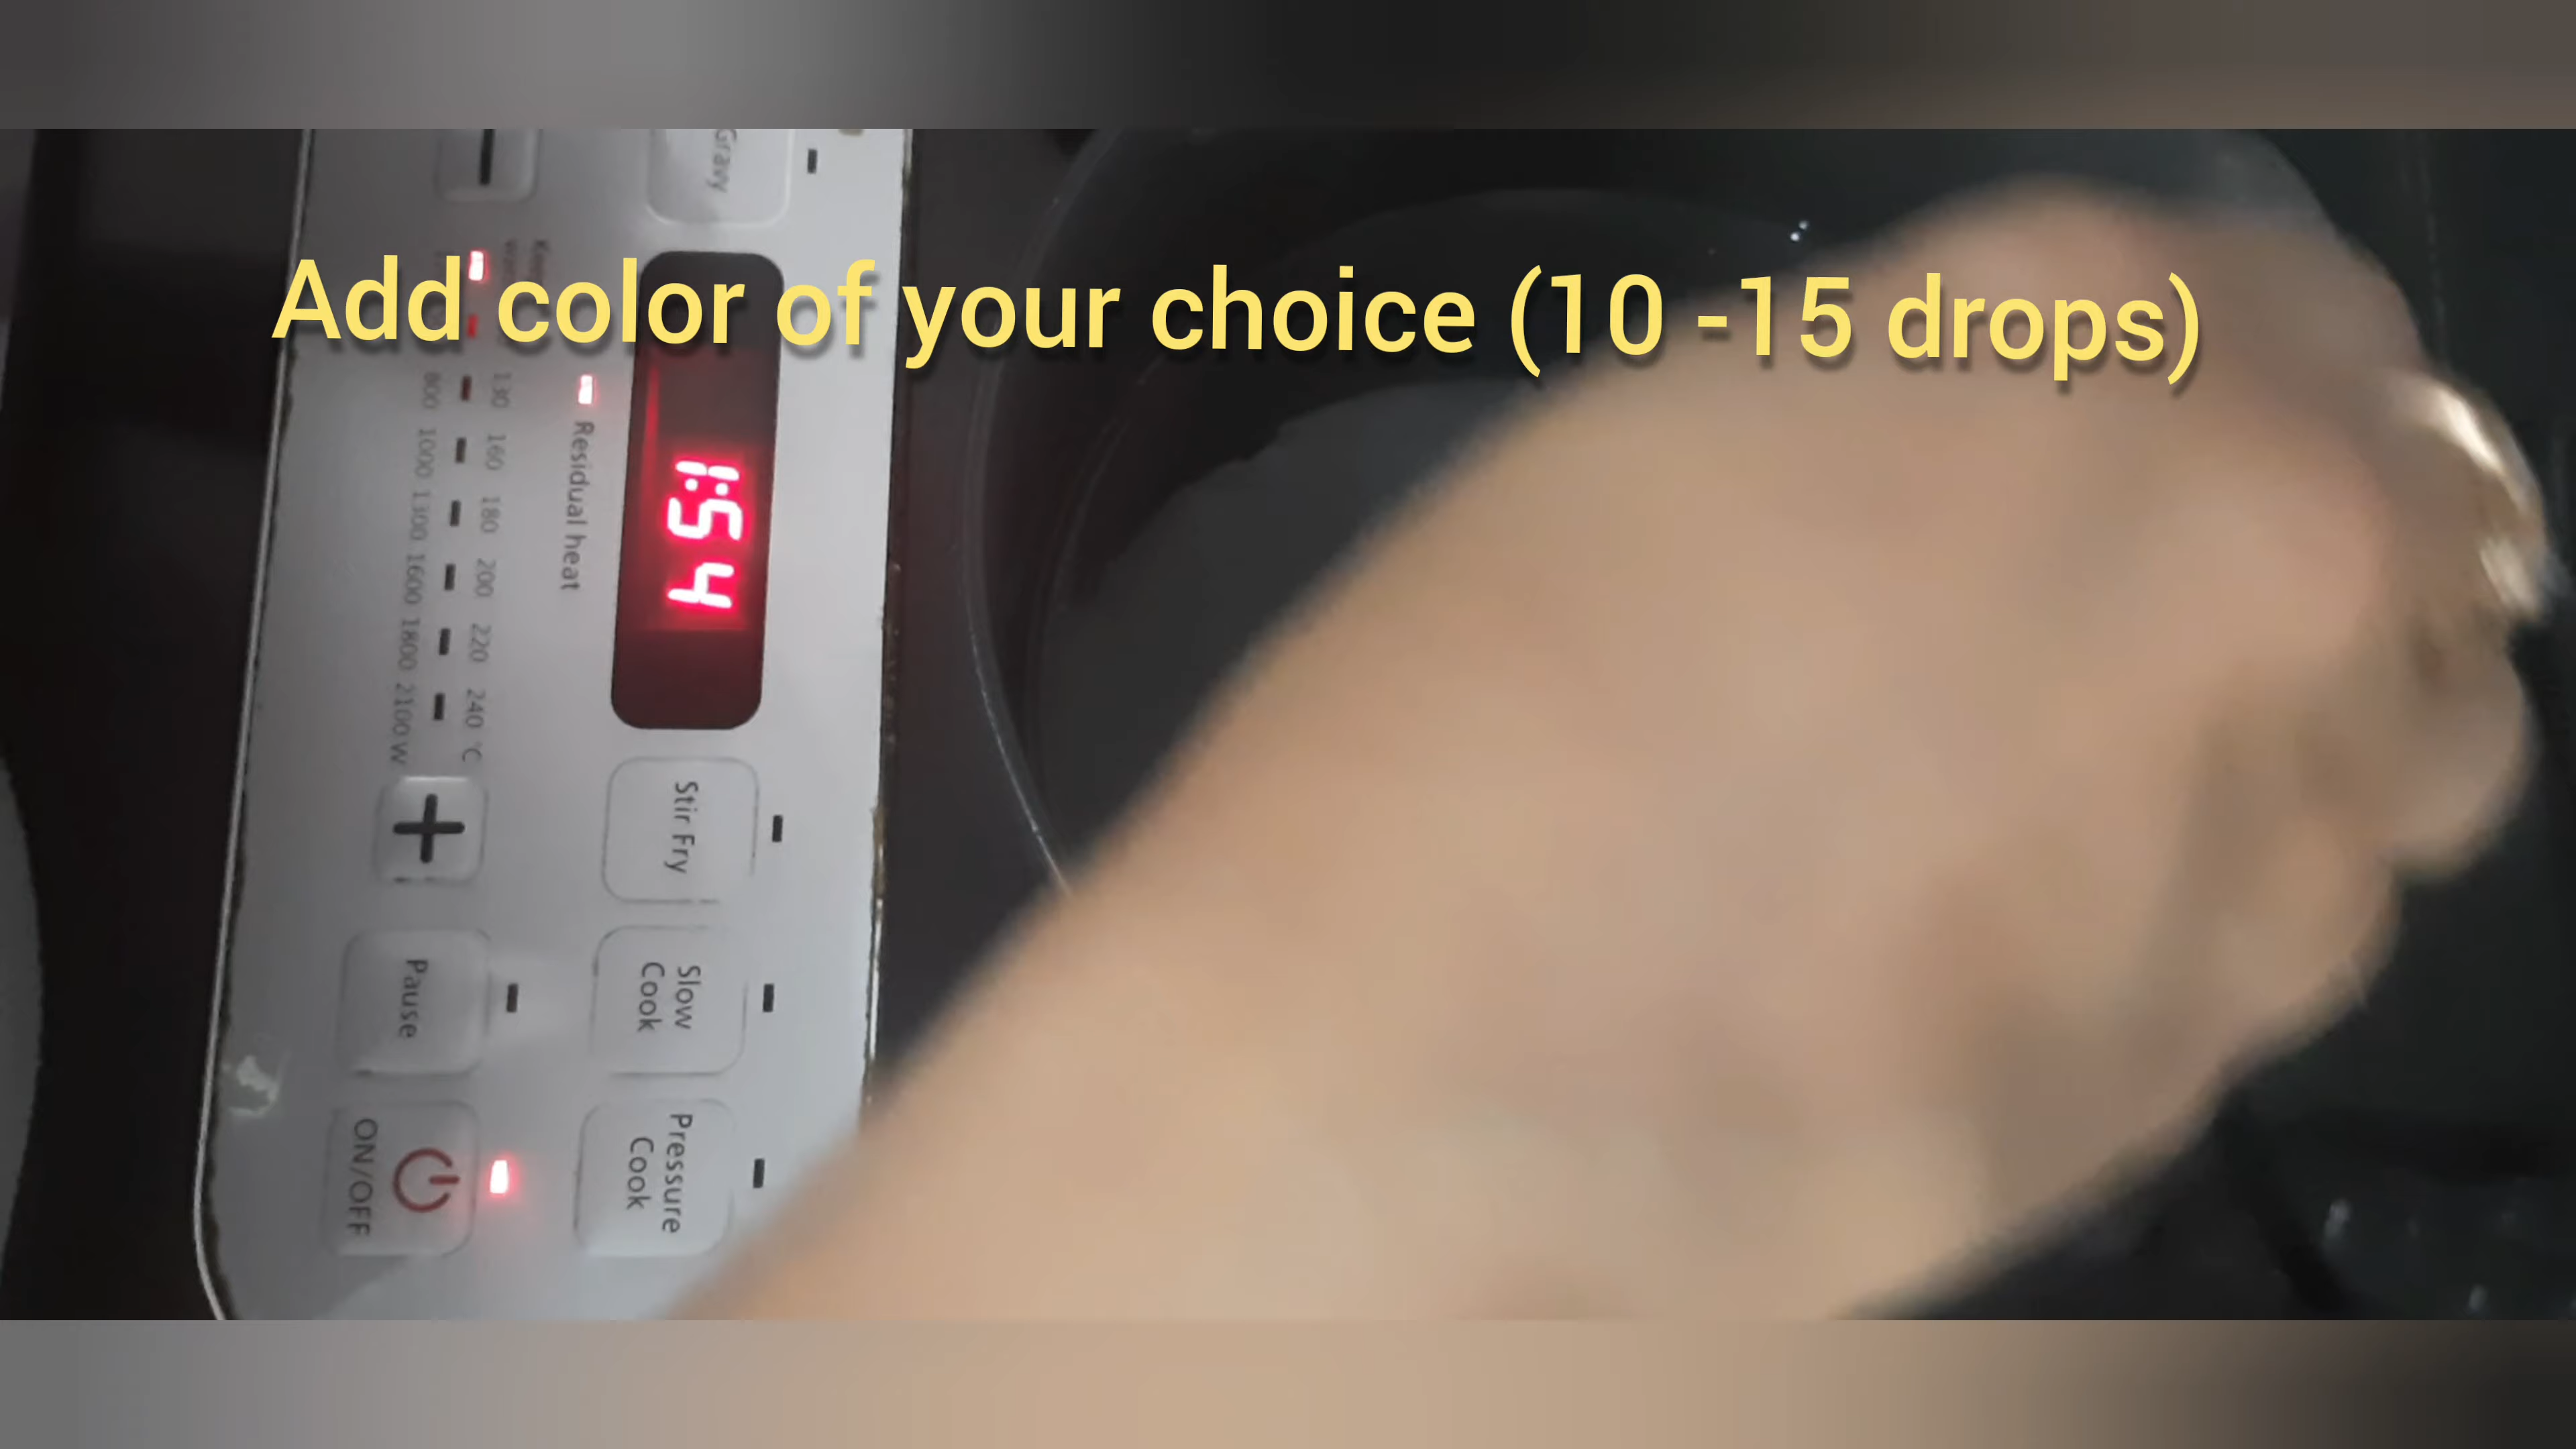 Add color of your choice (10 -15 drops)
Gravy
1:54
Residual heat
130 160 180 200 220 240 °C
800 1000 1300 1600 1800 2100 W
Stir Fry
Slow
Cook
Pressure
Cook
Pause
ON/OFF